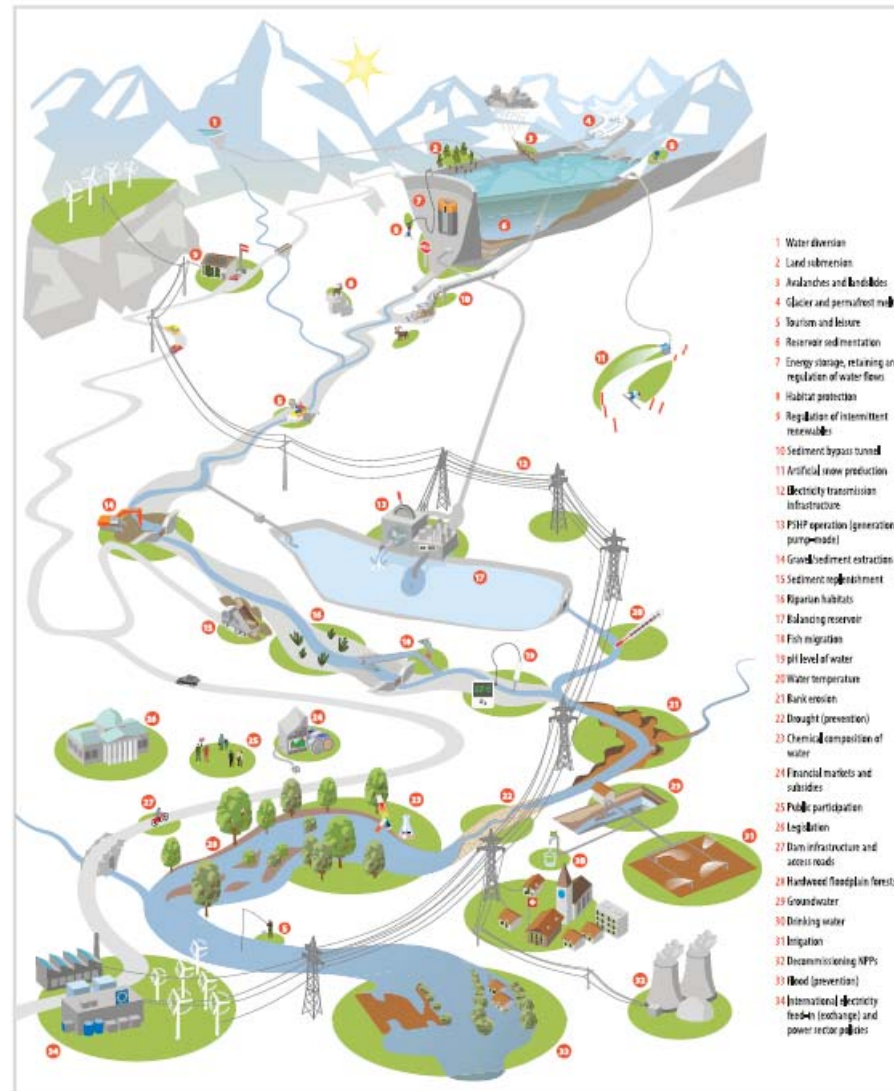 1 Water diversion
2 Land submersion
3 Avalanches and landslides
4 Glacier and permafrost melt
5 Tourism and leisure
6 Reservoir sedimentation
7 Energy storage, retaining an
regulation of water flows
8 Habitat protection
9 Regulation of intermittent
renewables
10 Sediment bypass tunnel
11 Artificial snow production
12 Electricity transmission
infrastructure
13 PSHP operation (generation
pump-mode)
14 Gravel/sediment extraction
15 Sediment replenishment
16 Riparian habitats
17 Balancing reservoir
18 Fish migration
19 pH level of water
20 Water temperature
21 Bank erosion
22 Drought (prevention)
23 Chemical composition of
water
24 Financial markets and
subsidies
25 Public participation
26 Legislation
27 Dam infrastructure and
access roads
28 Hardwood floodplain forests
29 Groundwater
30 Drinking water
31 Irrigation
32 Decommissioning NPPs
33 Flood (prevention)
34 International electricity
feed-in (exchange) and
power sector policies